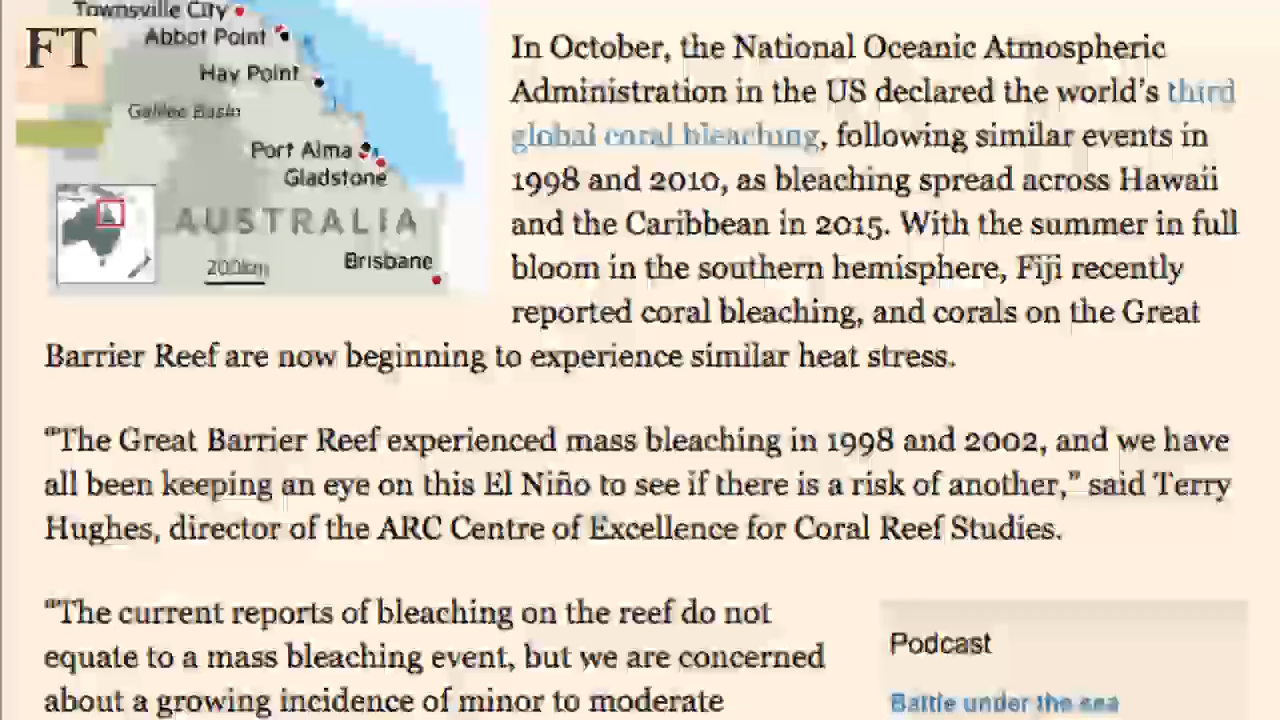 FT
Townsville City
Abbot Point
Hay Point
Galilee Basin
Port Alma
Gladstone
AUSTRALIA
200km
Brisbane
In October, the National Oceanic Atmospheric
Administration in the US declared the world's third
global coral bleaching, following similar events in
1998 and 2010, as bleaching spread across Hawaii
and the Caribbean in 2015. With the summer in full
bloom in the southern hemisphere, Fiji recently
reported coral bleaching, and corals on the Great
Barrier Reef are now beginning to experience similar heat stress.
“The Great Barrier Reef experienced mass bleaching in 1998 and 2002, and we have
all been keeping an eye on this El Niño to see if there is a risk of another,” said Terry
Hughes, director of the ARC Centre of Excellence for Coral Reef Studies.
“The current reports of bleaching on the reef do not
equate to a mass bleaching event, but we are concerned
about a growing incidence of minor to moderate
Podcast
Battle under the sea